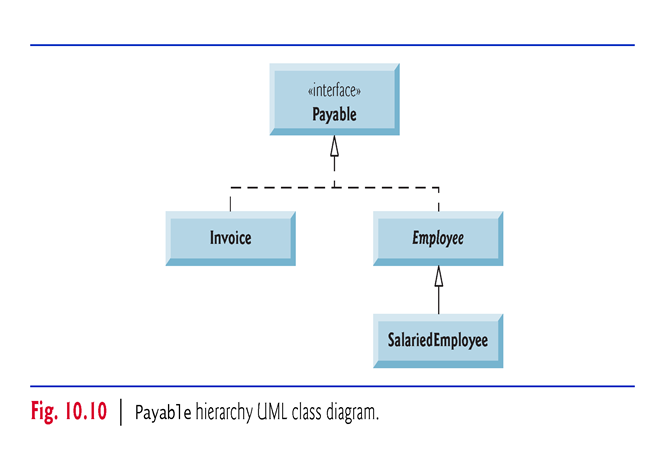 «interface»
Payable
Invoice
Employee
SalariedEmployee
Fig. 10.10 | Payable hierarchy UML class diagram.